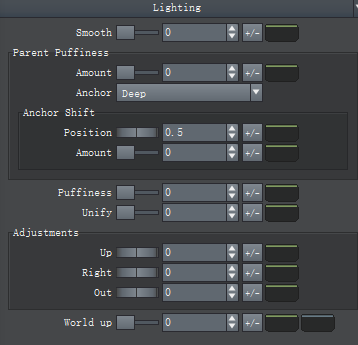 Lighting
Smooth 0 +/-
Parent Puffiness
Amount 0 +/-
Anchor Deep
Anchor Shift
Position 0.5 +/-
Amount 0 +/-
Puffiness 0 +/-
Unify 0 +/-
Adjustments
Up 0 +/-
Right 0 +/-
Out 0 +/-
World up 0 +/-